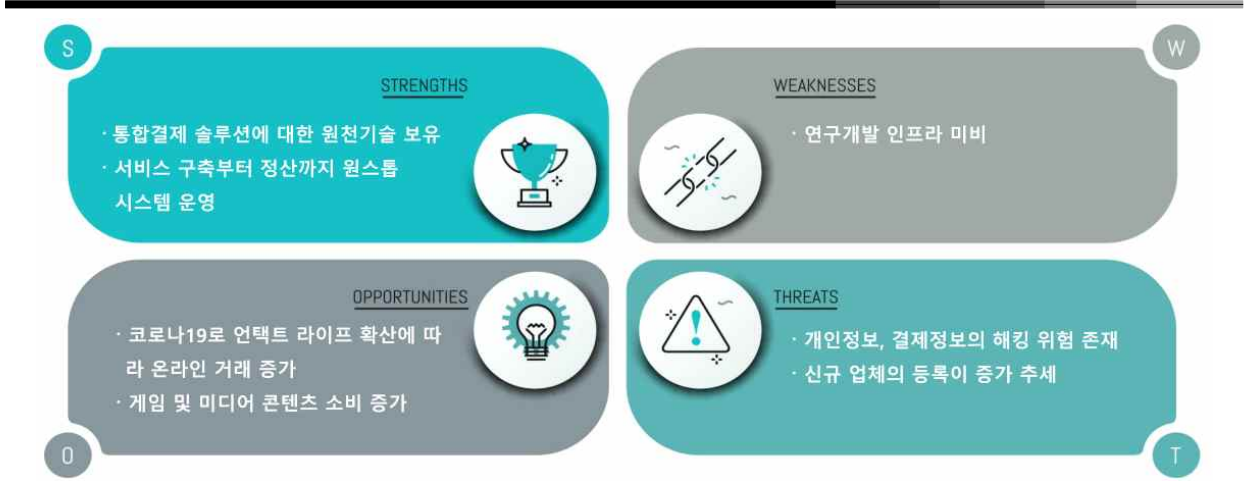 S
STRENGTHS
· 통합결제 솔루션에 대한 원천기술 보유
· 서비스 구축부터 정산까지 원스톱
시스템 운영
W
WEAKNESSES
· 연구개발 인프라 미비
OPPORTUNITIES
· 코로나19로 언택트 라이프 확산에 따
라 온라인 거래 증가
· 게임 및 미디어 콘텐츠 소비 증가
O
THREATS
· 개인정보, 결제정보의 해킹 위험 존재
· 신규 업체의 등록이 증가 추세
T